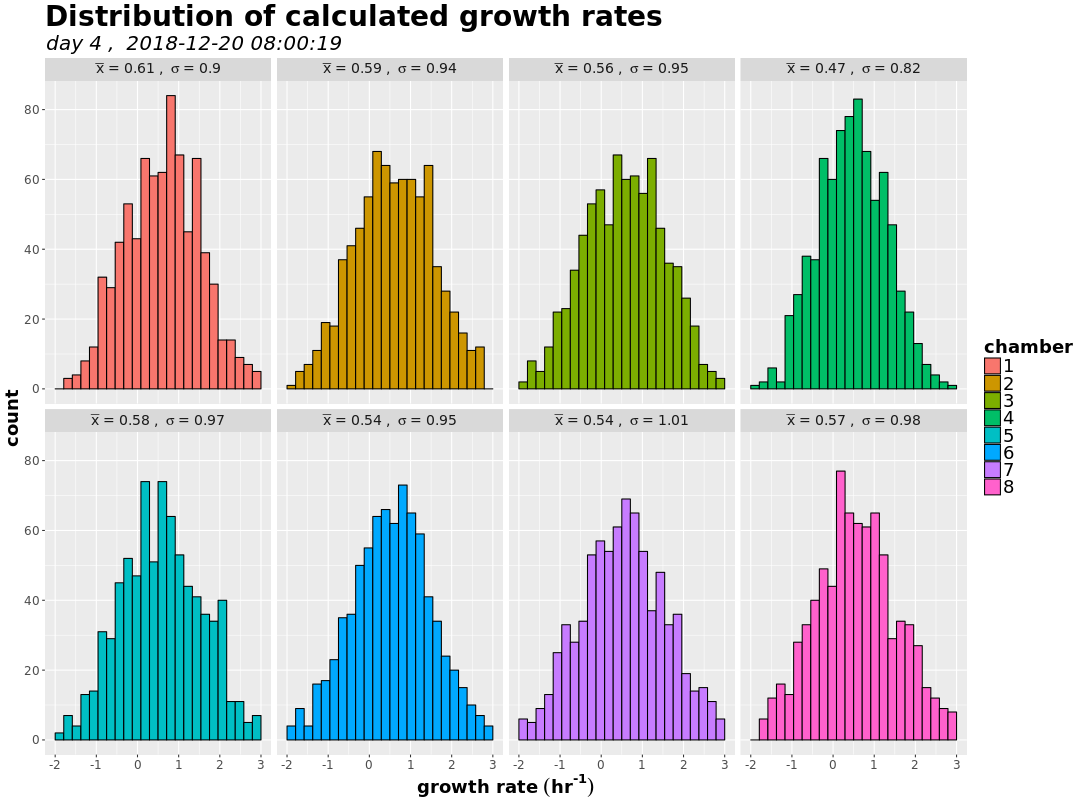 Distribution of calculated growth rates
day 4 ,  2018-12-20 08:00:19
x̅ = 0.61 ,  σ = 0.9
x̅ = 0.59 ,  σ = 0.94
x̅ = 0.56 ,  σ = 0.95
x̅ = 0.47 ,  σ = 0.82
80
60
40
20
0
x̅ = 0.58 ,  σ = 0.97
x̅ = 0.54 ,  σ = 0.95
x̅ = 0.54 ,  σ = 1.01
x̅ = 0.57 ,  σ = 0.98
80
60
40
20
0
-2 -1 0 1 2 3
-2 -1 0 1 2 3
-2 -1 0 1 2 3
-2 -1 0 1 2 3
count
growth rate (hr⁻¹)
chamber
1
2
3
4
5
6
7
8